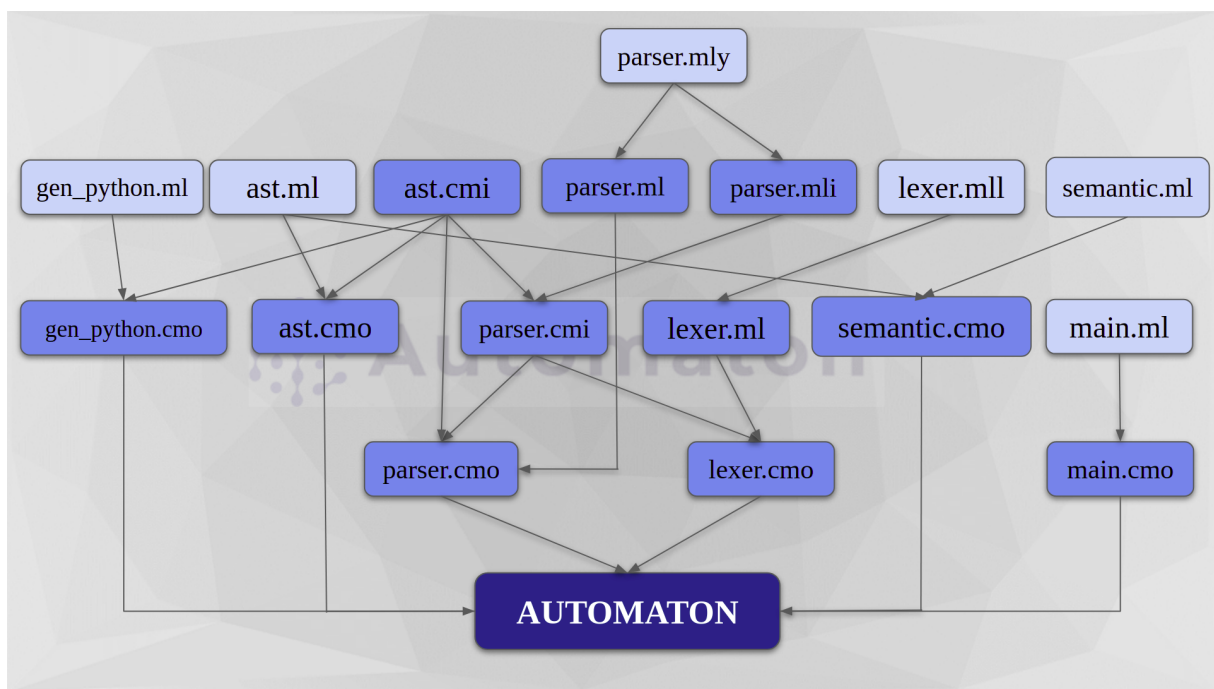 parser.mly
gen_python.ml
ast.ml
ast.cmi
parser.ml
parser.mli
lexer.mll
semantic.ml
gen_python.cmo
ast.cmo
parser.cmi
lexer.ml
semantic.cmo
main.ml
Automaton
parser.cmo
lexer.cmo
main.cmo
AUTOMATON